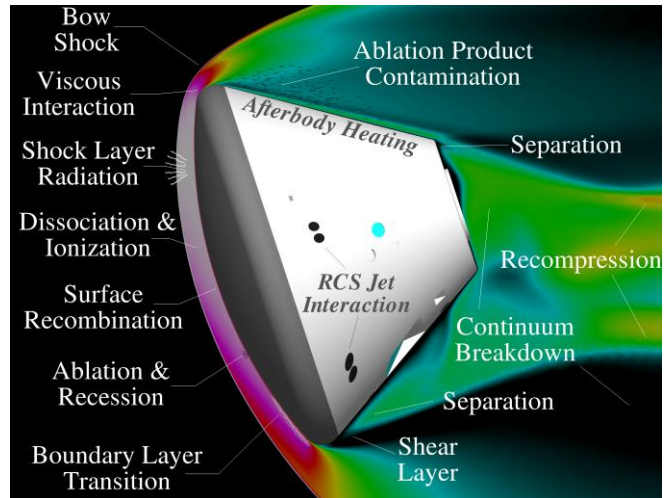 Bow
Shock
Viscous
Interaction
Shock Layer
Radiation
Dissociation &
Ionization
Surface
Recombination
Ablation &
Recession
Boundary Layer
Transition
Ablation Product
Contamination
Afterbody Heating
Separation
RCS Jet
Interaction
Recompression
Continuum
Breakdown
Separation
Shear
Layer